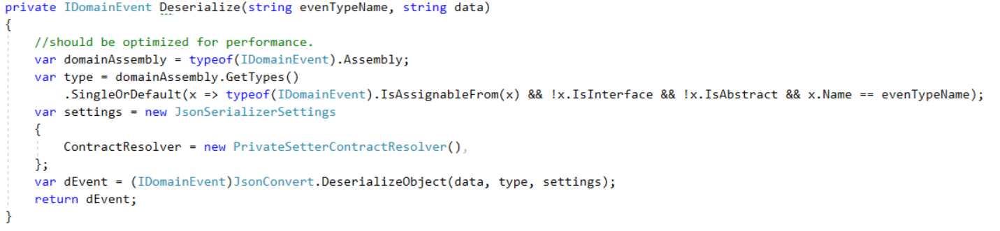 private IDomainEvent Deserialize(string evenTypeName, string data)
{
    //should be optimized for performance.
    var domainAssembly = typeof(IDomainEvent).Assembly;
    var type = domainAssembly.GetTypes()
        .SingleOrDefault(x => typeof(IDomainEvent).IsAssignableFrom(x) && !x.IsInterface && !x.IsAbstract && x.Name == evenTypeName);
    var settings = new JsonSerializerSettings
    {
        ContractResolver = new PrivateSetterContractResolver(),
    };
    var dEvent = (IDomainEvent)JsonConvert.DeserializeObject(data, type, settings);
    return dEvent;
}